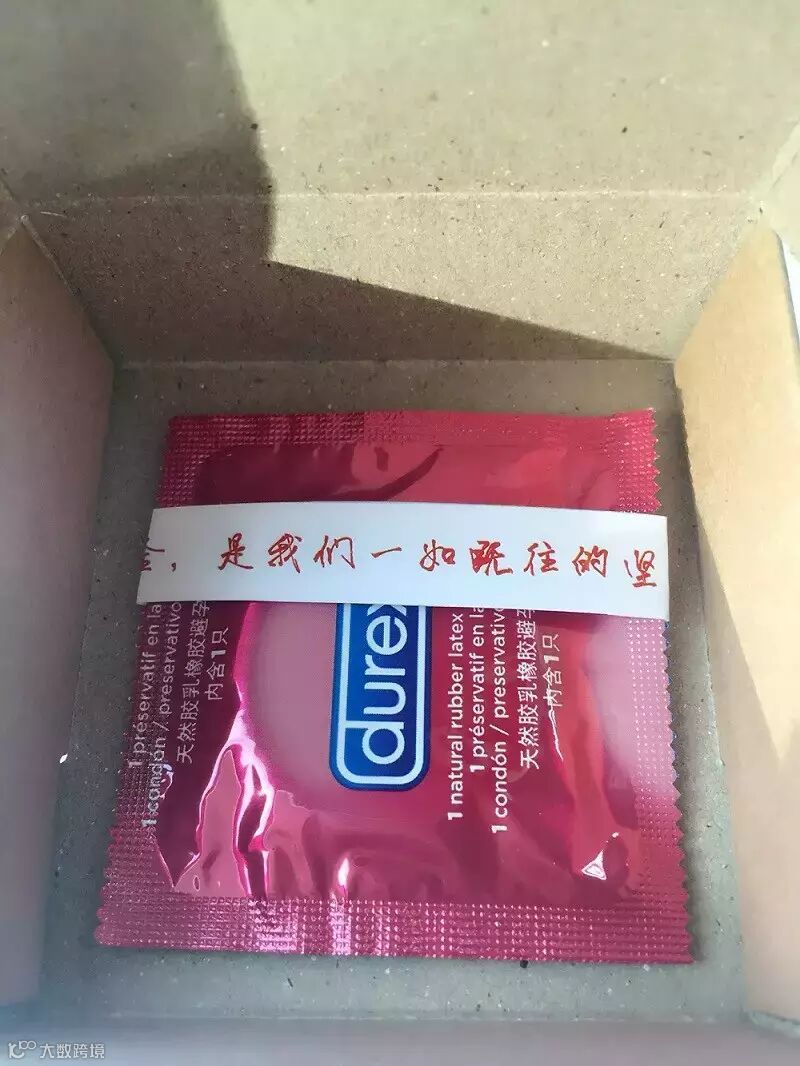 ，是我们一如既往的坚
durex
1 préservatif en la
1 condón / preservativo
天然胶乳橡胶避孕
内含1只
1 natural rubber latex
1 préservatif en la
1 condón / preservativo
天然胶乳橡胶避孕
内含1只
大数跨境